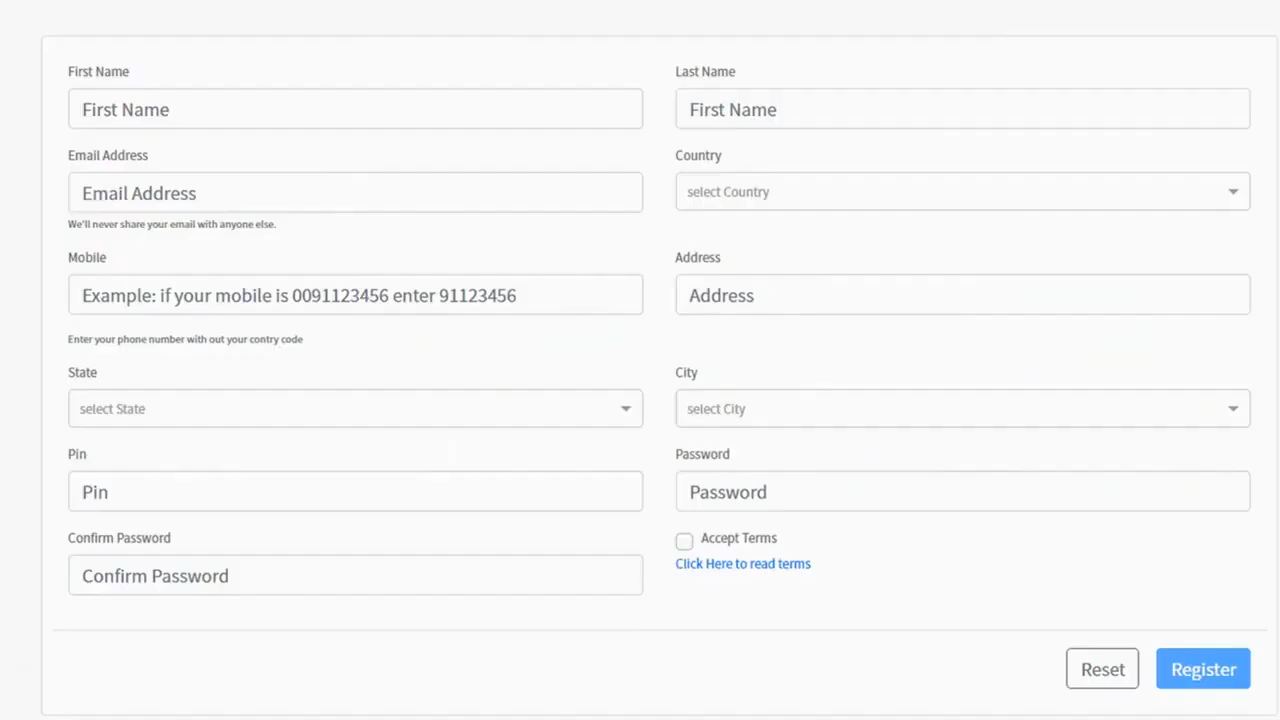 First Name
Last Name
First Name
First Name
Email Address
Country
Email Address
select Country
We'll never share your email with anyone else.
Mobile
Address
Example: if your mobile is 0091123456 enter 91123456
Address
Enter your phone number with out your contry code
State
City
select State
select City
Pin
Password
Pin
Password
Confirm Password
Accept Terms
Confirm Password
Click Here to read terms
Reset
Register